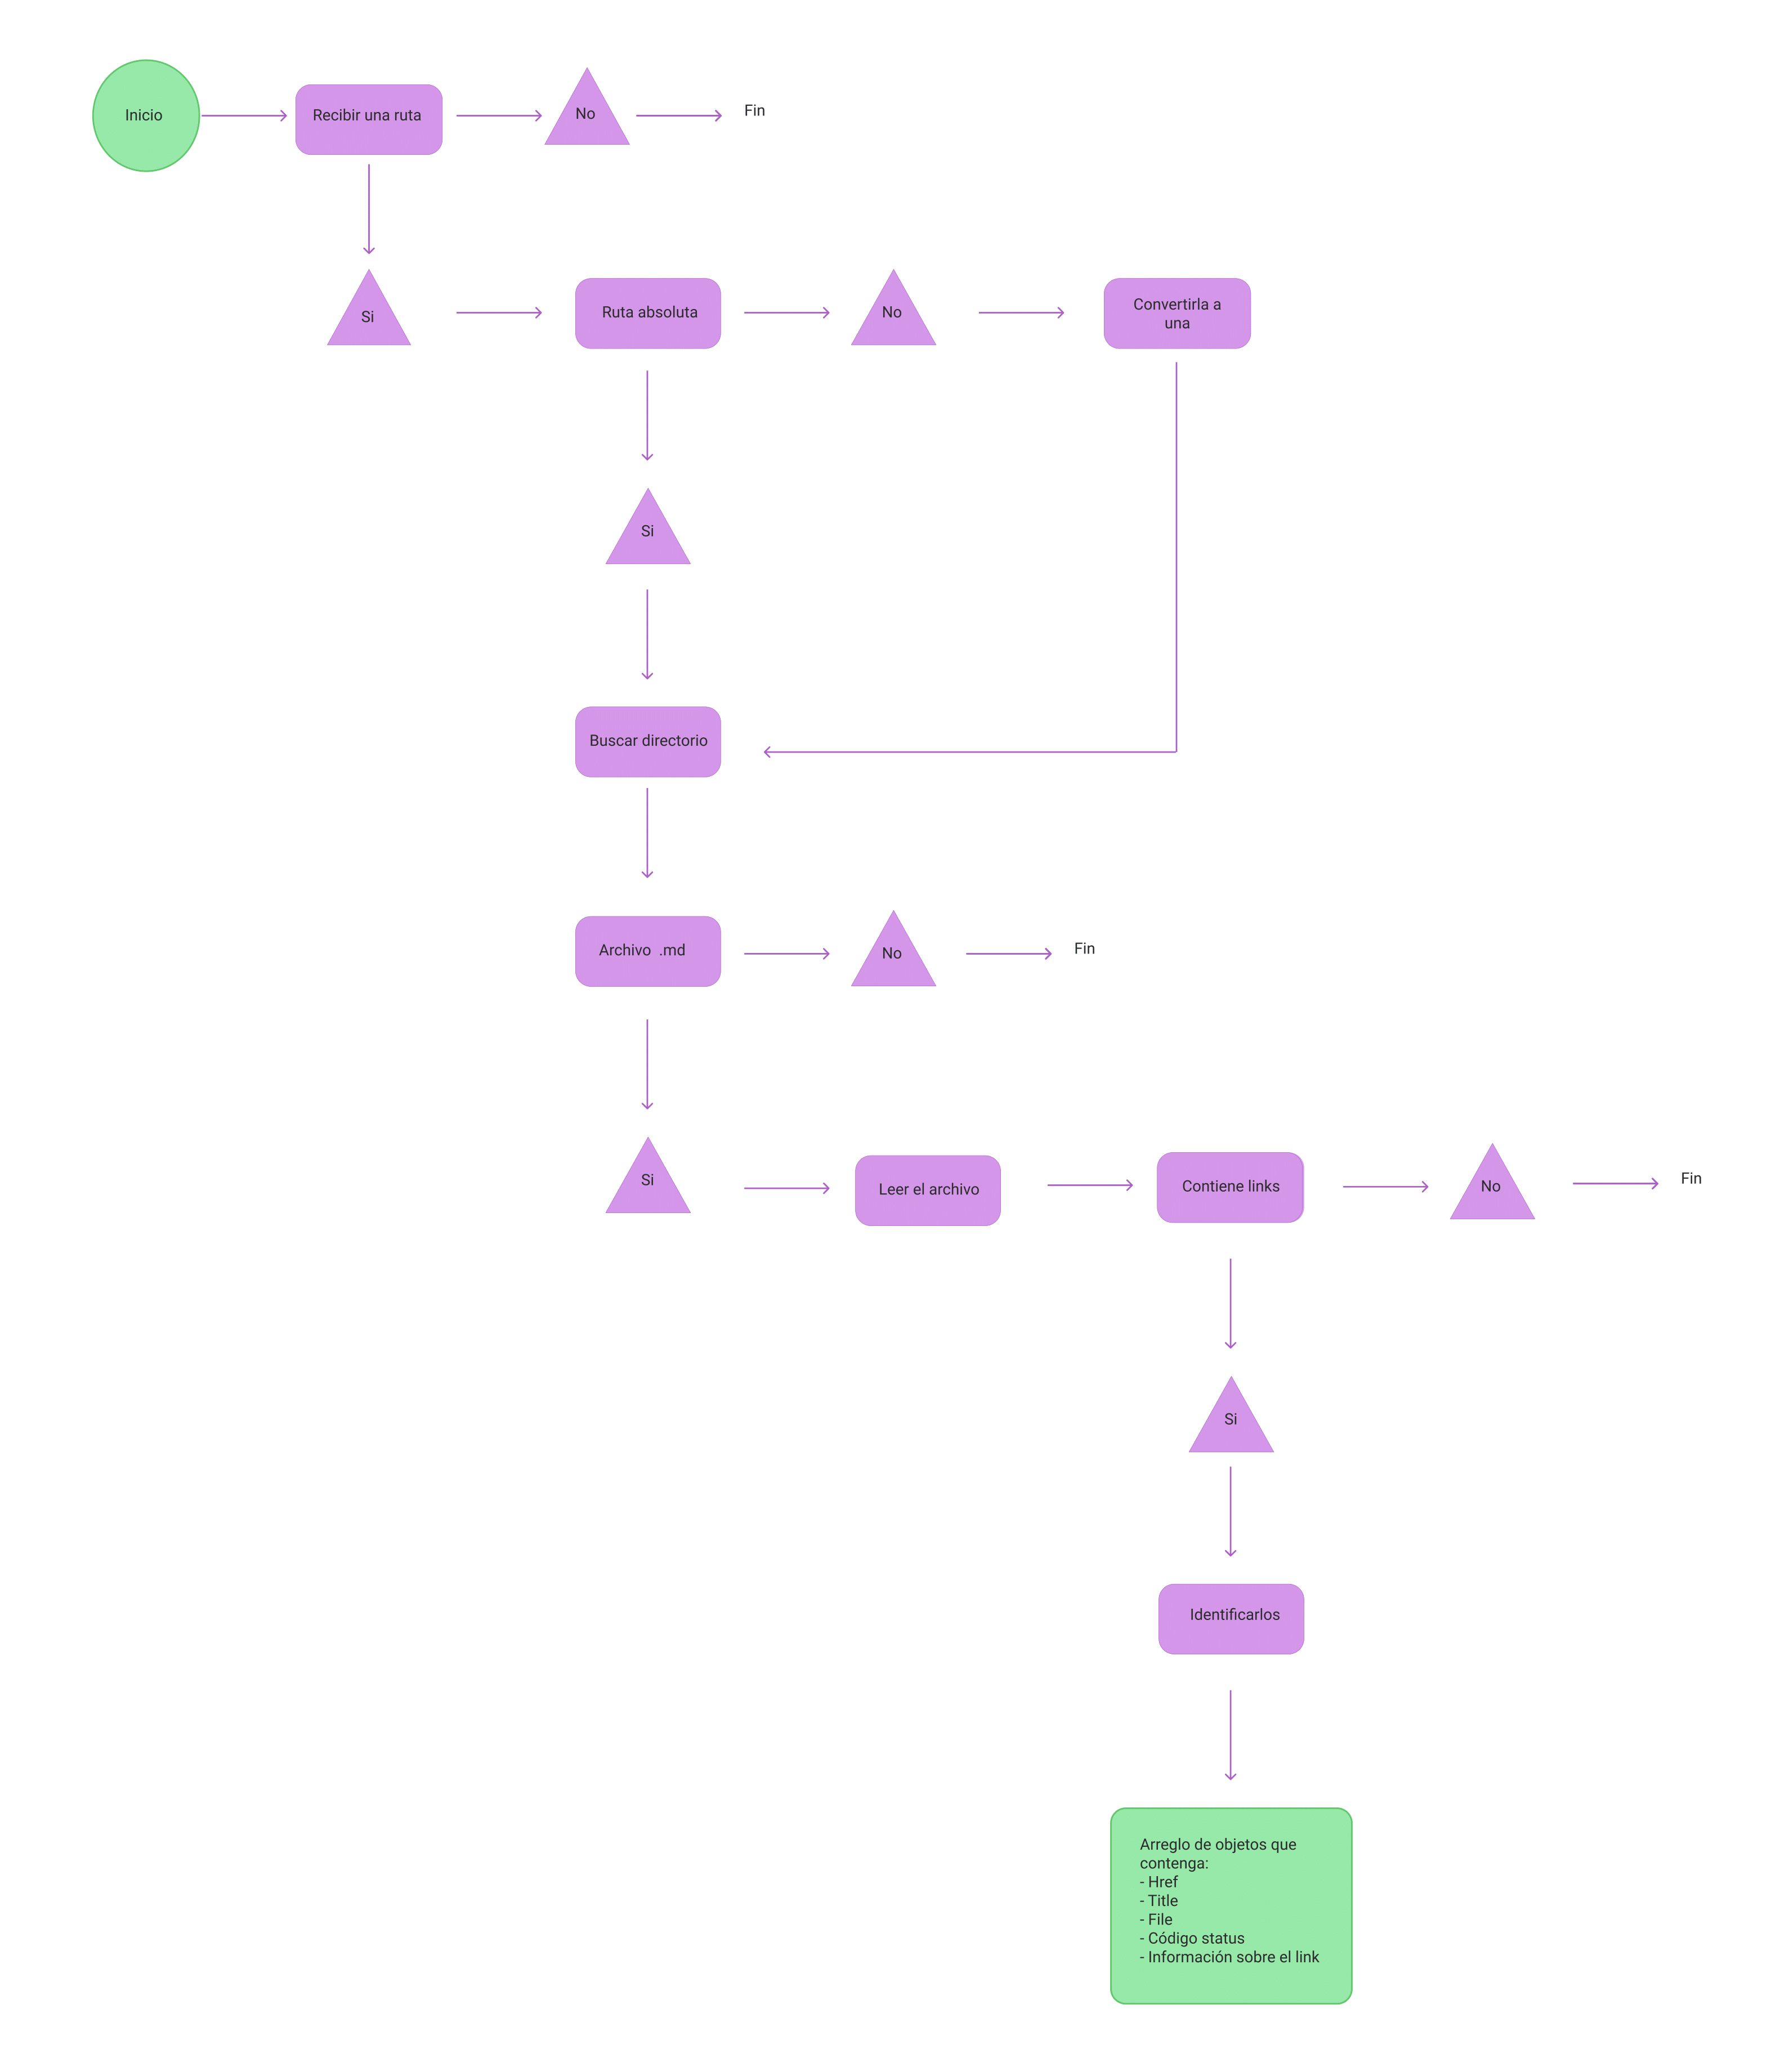 Inicio
Recibir una ruta
No
Fin
Si
Ruta absoluta
No
Convertirla a
una
Si
Buscar directorio
Archivo .md
No
Fin
Si
Leer el archivo
Contiene links
No
Fin
Si
Identificarlos
Arreglo de objetos que
contenga:
- Href
- Title
- File
- Código status
- Información sobre el link